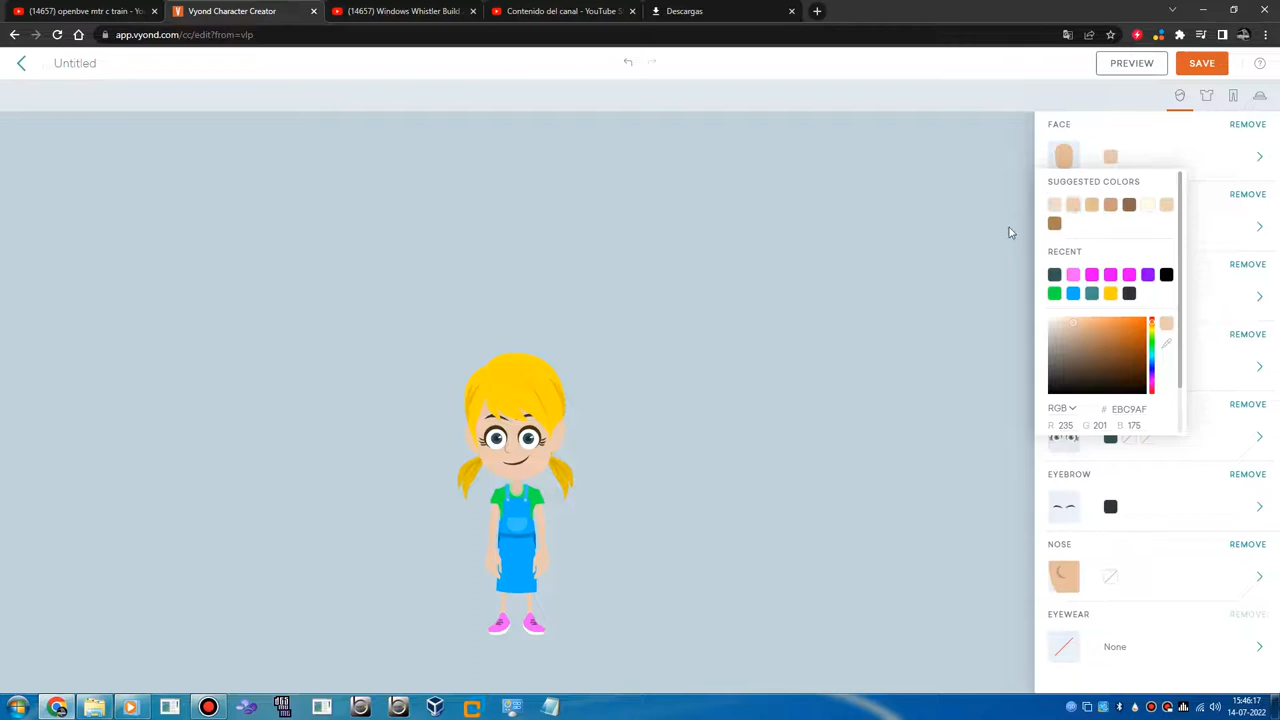 (14657) openbve mtr c train - Yo
Vyond Character Creator
(14657) Windows Whistler Build
Contenido del canal - YouTube S
Descargas
app.vyond.com/cc/edit?from=vlp
Untitled
PREVIEW
SAVE
FACE
REMOVE
SUGGESTED COLORS
REMOVE
RECENT
REMOVE
REMOVE
RGB
# EBC9AF
REMOVE
R 235 G 201 B 175
EYEBROW
REMOVE
NOSE
REMOVE
EYEWEAR
REMOVE
None
15:46:17
14-07-2022